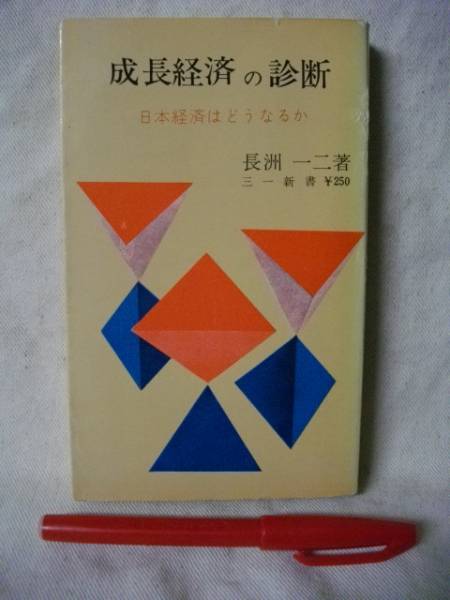 成長経済の診断
日本経済はどうなるか
長洲 一二著
三一新書 ¥250